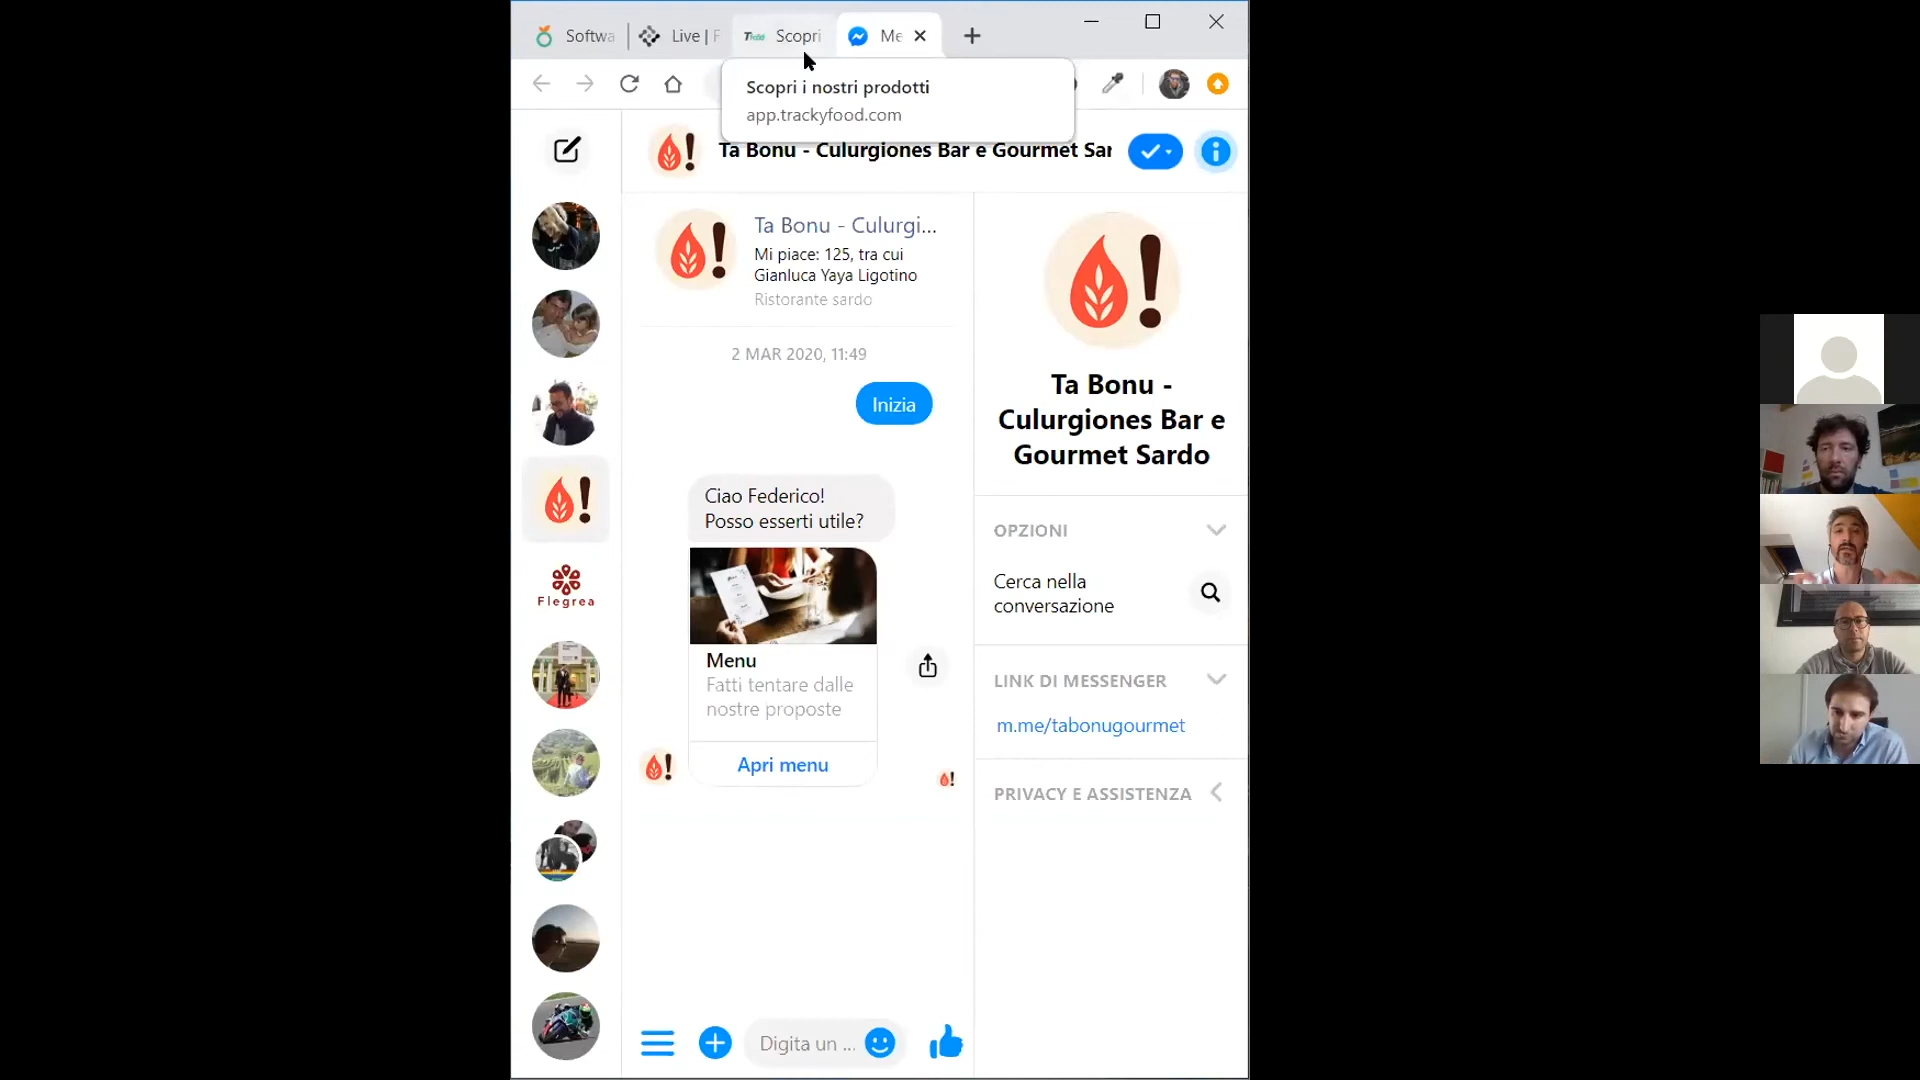 Softwa
Live | F
Scopri
Me
Scopri i nostri prodotti
app.trackyfood.com
Ta Bonu - Culurgiones Bar e Gourmet Sar
Ta Bonu - Culurgi...
Mi piace: 125, tra cui
Gianluca Yaya Ligotino
Ristorante sardo
2 MAR 2020, 11:49
Inizia
Ciao Federico!
Posso esserti utile?
Menu
Fatti tentare dalle
nostre proposte
Apri menu
Digita un ...
Flegrea
Ta Bonu -
Culurgiones Bar e
Gourmet Sardo
OPZIONI
Cerca nella
conversazione
LINK DI MESSENGER
m.me/tabonugourmet
PRIVACY E ASSISTENZA